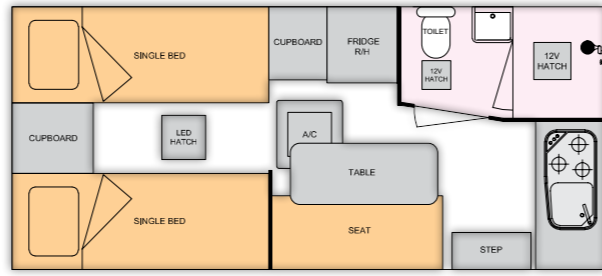 SINGLE BED
CUPBOARD
FRIDGE
R/H
TOILET
12V
HATCH
12V
HATCH
CUPBOARD
LED
HATCH
A/C
TABLE
SINGLE BED
SEAT
STEP